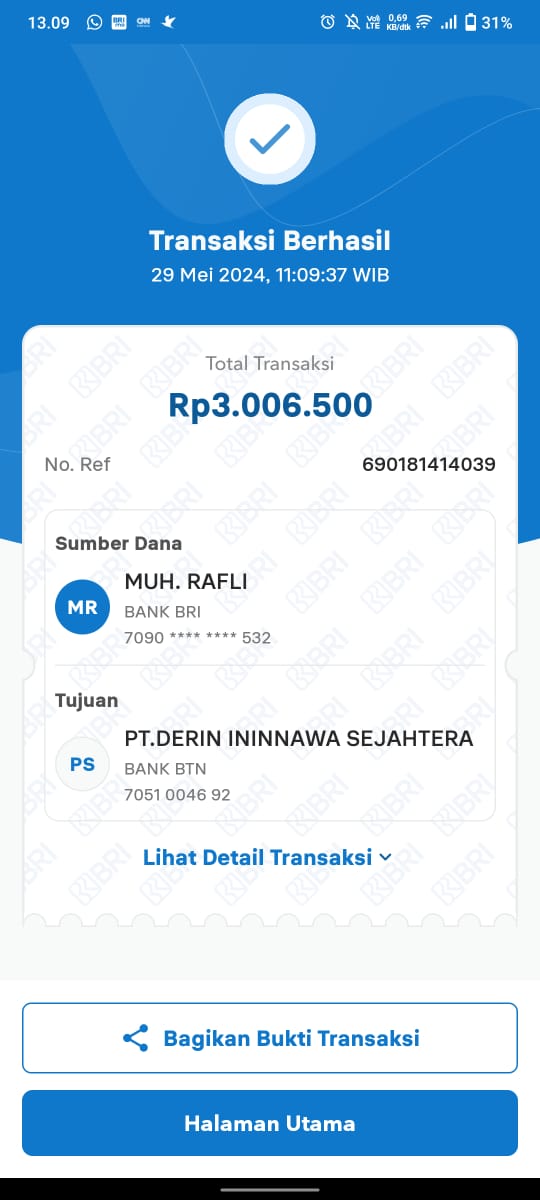 13.09 BRI mo CNN Vo) LTE 0,69 KB/dtk 31%
Transaksi Berhasil
29 Mei 2024, 11:09:37 WIB
Total Transaksi
Rp3.006.500
No. Ref 690181414039
Sumber Dana
MR MUH. RAFLI
BANK BRI
7090 **** **** 532
Tujuan
PS PT.DERIN ININNAWA SEJAHTERA
BANK BTN
7051 0046 92
Lihat Detail Transaksi
Bagikan Bukti Transaksi
Halaman Utama